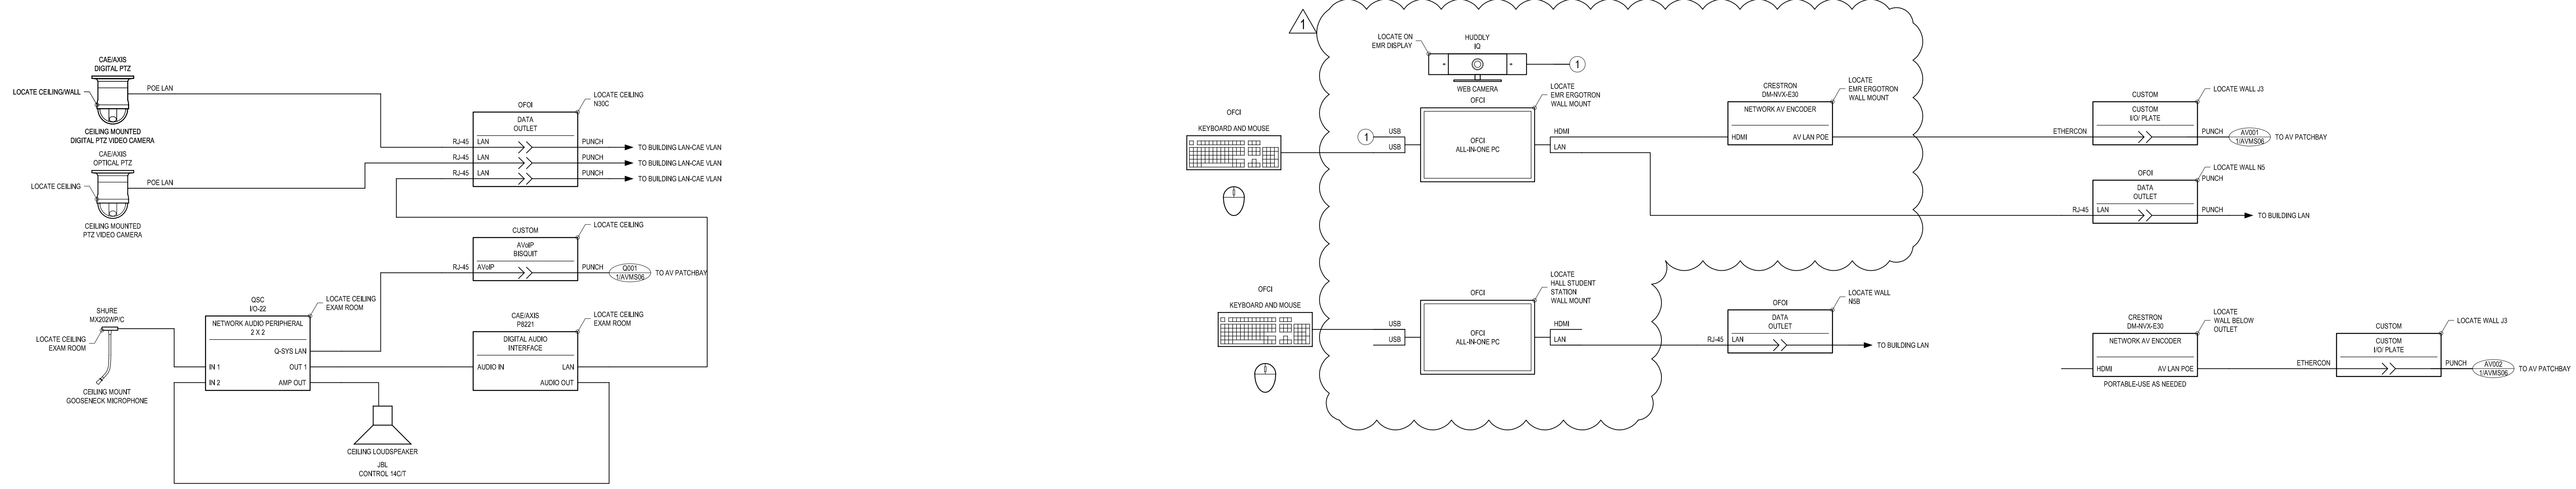 CAE/AXIS
DIGITAL PTZ
LOCATE CEILING/WALL
POE LAN
CEILING MOUNTED
DIGITAL PTZ VIDEO CAMERA
CAE/AXIS
OPTICAL PTZ
LOCATE CEILING
POE LAN
CEILING MOUNTED
PTZ VIDEO CAMERA
OFOI
LOCATE CEILING
N30C
DATA
OUTLET
RJ-45 LAN PUNCH TO BUILDING LAN-CAE VLAN
RJ-45 LAN PUNCH TO BUILDING LAN-CAE VLAN
RJ-45 LAN PUNCH TO BUILDING LAN-CAE VLAN
CUSTOM
LOCATE CEILING
AVoIP
BISQUIT
RJ-45 AVoIP PUNCH
Q001
1/AVMS06
TO AV PATCHBAY
SHURE
MX202WP/C
LOCATE CEILING
EXAM ROOM
CEILING MOUNT
GOOSENECK MICROPHONE
QSC
I/O-22
LOCATE CEILING
EXAM ROOM
NETWORK AUDIO PERIPHERAL
2 X 2
Q-SYS LAN
IN 1 OUT 1
IN 2 AMP OUT
CAE/AXIS
P8221
LOCATE CEILING
EXAM ROOM
DIGITAL AUDIO
INTERFACE
AUDIO IN LAN
AUDIO OUT
CEILING LOUDSPEAKER
JBL
CONTROL 14C/T
1
LOCATE ON
EMR DISPLAY
HUDDLY
IQ
1
WEB CAMERA
OFCI
KEYBOARD AND MOUSE
OFCI
LOCATE
EMR ERGOTRON
WALL MOUNT
1
USB
USB
OFCI
ALL-IN-ONE PC
HDMI
LAN
CRESTRON
DM-NVX-E30
LOCATE
EMR ERGOTRON
WALL MOUNT
NETWORK AV ENCODER
HDMI AV LAN POE
CUSTOM
LOCATE WALL J3
CUSTOM
I/O/ PLATE
ETHERCON PUNCH
AV001
1/AVMS06
TO AV PATCHBAY
OFOI
LOCATE WALL N5
PUNCH
DATA
OUTLET
RJ-45 LAN PUNCH TO BUILDING LAN
OFCI
KEYBOARD AND MOUSE
OFCI
LOCATE
HALL STUDENT
STATION
WALL MOUNT
USB
USB
OFCI
ALL-IN-ONE PC
HDMI
LAN
OFOI
LOCATE WALL
N5B
DATA
OUTLET
RJ-45 LAN TO BUILDING LAN
CRESTRON
DM-NVX-E30
LOCATE
WALL BELOW
OUTLET
NETWORK AV ENCODER
HDMI AV LAN POE
PORTABLE-USE AS NEEDED
CUSTOM
LOCATE WALL J3
CUSTOM
I/O/ PLATE
ETHERCON PUNCH
AV002
1/AVMS06
TO AV PATCHBAY